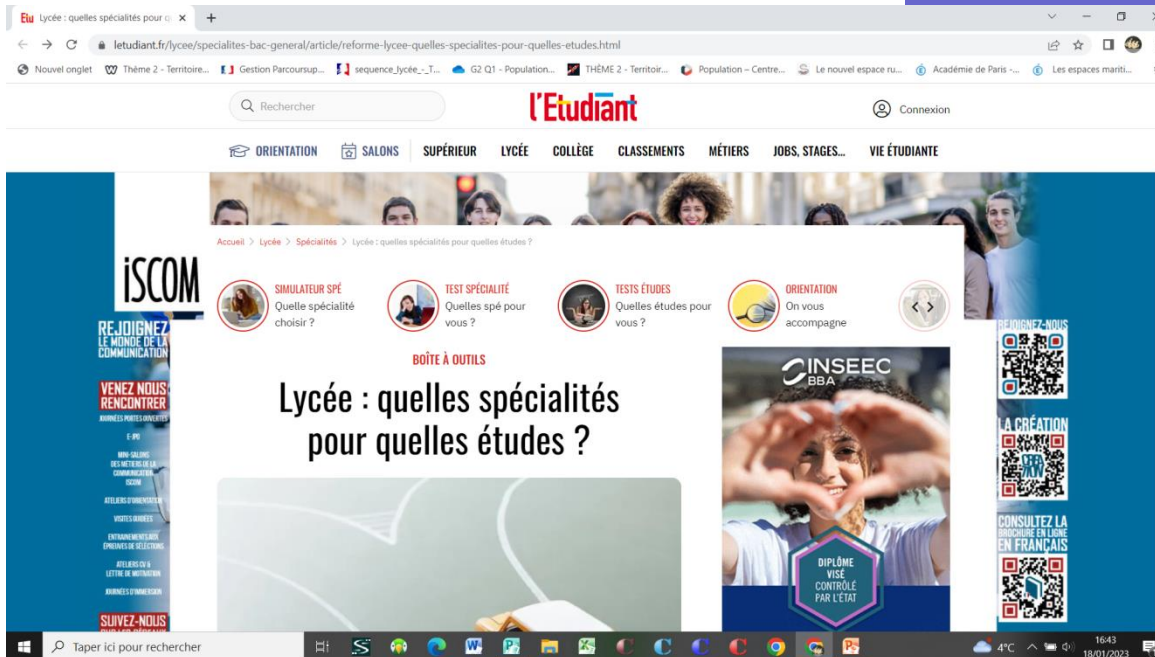 Etu Lycée : quelles spécialités pour q
letudiant.fr/lycee/specialites-bac-general/article/reforme-lycee-quelles-specialites-pour-quelles-etudes.html
Nouvel onglet Thème 2 - Territoire... Gestion Parcoursup... sequence_lycée_-_T... G2 Q1 - Population... THÈME 2 - Territoir... Population – Centre... Le nouvel espace ru... Académie de Paris -... Les espaces mariti...
Rechercher l'Etudiant Connexion
ORIENTATION SALONS SUPÉRIEUR LYCÉE COLLÈGE CLASSEMENTS MÉTIERS JOBS, STAGES... VIE ÉTUDIANTE
Accueil > Lycée > Spécialités > Lycée : quelles spécialités pour quelles études ?
SIMULATEUR SPÉ
Quelle spécialité
choisir ?
TEST SPÉCIALITÉ
Quelles spé pour
vous ?
TESTS ÉTUDES
Quelles études pour
vous ?
ORIENTATION
On vous
accompagne
BOÎTE À OUTILS
Lycée : quelles spécialités
pour quelles études ?
iSCOM
REJOIGNEZ
LE MONDE DE LA
COMMUNICATION
VENEZ NOUS
RENCONTRER
JOURNÉES PORTES OUVERTES
E-JPO
MINI-SALONS
DES MÉTIERS DE LA
COMMUNICATION
ISCOM
ATELIERS D'ORIENTATION
VISITES GUIDÉES
ENTRAINEMENTS AUX
ÉPREUVES DE SÉLECTIONS
ATELIERS CV &
LETTRE DE MOTIVATION
JOURNÉES D'IMMERSION
SUIVEZ-NOUS
INSEEC
BBA
DIPLÔME
VISÉ
CONTRÔLÉ
PAR L'ÉTAT
REJOIGNEZ-NOUS
LA CRÉATION
CONSULTEZ LA
BROCHURE EN LIGNE
EN FRANÇAIS
Taper ici pour rechercher
4°C
16:43
18/01/2023